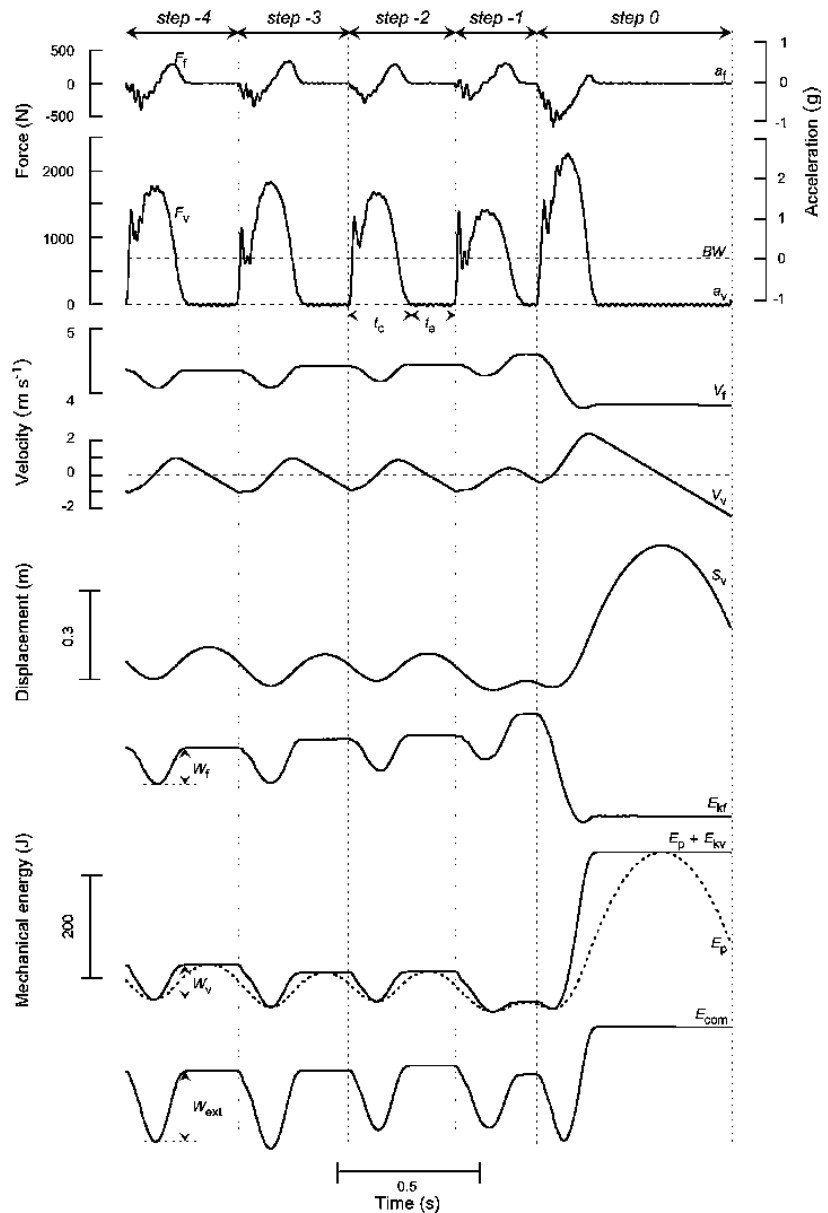 step -4 step -3 step -2 step -1 step 0
Force (N)
500
0
-500
2000
1000
0
F_f
F_v
a_f
BW
a_v
Acceleration (g)
1
0
-1
2
1
0
-1
t_c t_a
Velocity (m s⁻¹)
5
4
2
0
-2
V_f
V_v
Displacement (m)
0.3
S_v
Mechanical energy (J)
200
W_f
E_kf
E_p + E_kv
W_v
E_p
E_com
W_ext
0.5
Time (s)